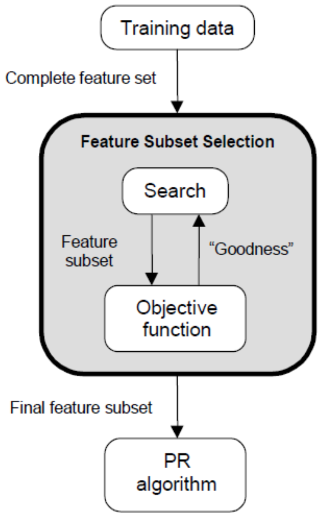 Training data
Complete feature set
Feature Subset Selection
Search
Feature
subset
“Goodness”
Objective
function
Final feature subset
PR
algorithm